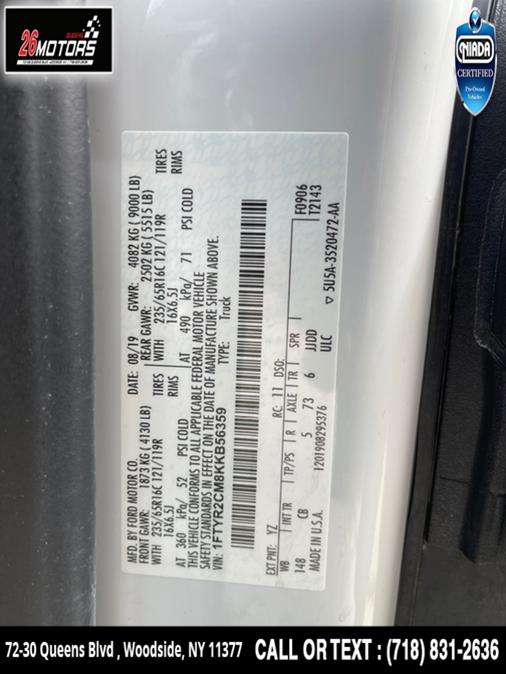 26MOTORS
QUEENS
NIADA
CERTIFIED
Pre-Owned
Vehicles
MFD. BY FORD MOTOR CO.
DATE: 08/19 GVWR: 4082 KG ( 9000 LB)
FRONT GAWR: 1873 KG ( 4130 LB)
REAR GAWR: 2502 KG ( 5515 LB)
WITH 235/65R16C 121/119R TIRES
16X6.5J RIMS
WITH 235/65R16C 121/119R TIRES
16X6.5J RIMS
AT 360 kPa/ 52 PSI COLD
AT 490 kPa/ 71 PSI COLD
THIS VEHICLE CONFORMS TO ALL APPLICABLE FEDERAL MOTOR VEHICLE
SAFETY STANDARDS IN EFFECT ON THE DATE OF MANUFACTURE SHOWN ABOVE.
VIN: 1FTYR2CM8KKB56359
TYPE: Truck
F0906
T2143
EXT PNT: YZ RC: 11 DSO:
WB INT TR TP/PS R AXLE TR SPR
148 CB 5 73 6 JJDD
ULC
MADE IN U.S.A. 1201908295376
5U5A-3520472-AA
72-30 Queens Blvd , Woodside, NY 11377 CALL OR TEXT : (718) 831-2636